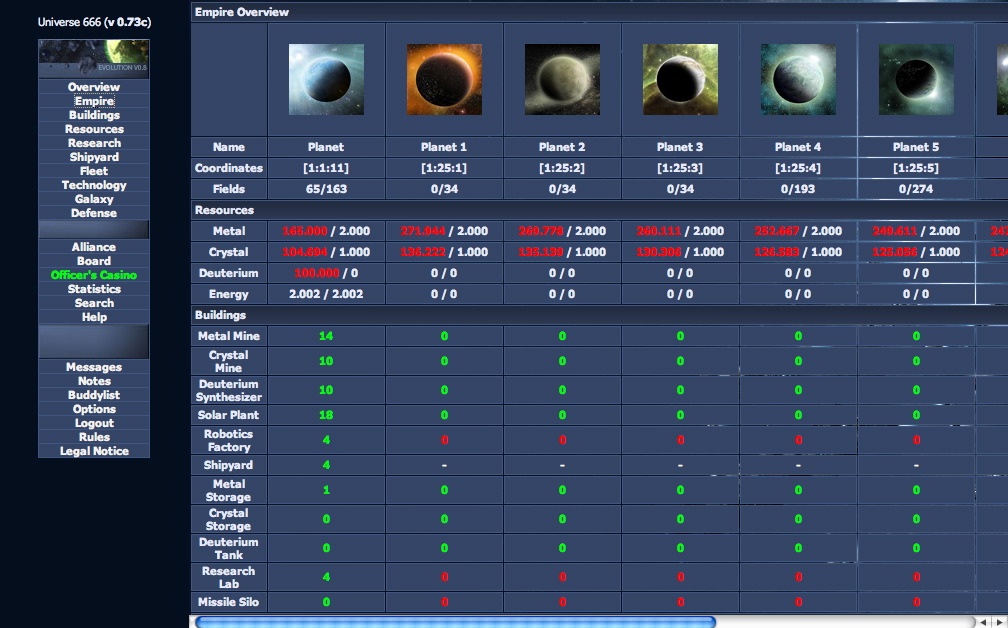 Universe 666 (v 0.73c)
EVOLUTION V0.8
Overview
Empire
Buildings
Resources
Research
Shipyard
Fleet
Technology
Galaxy
Defense
Alliance
Board
Officer's Casino
Statistics
Search
Help
Messages
Notes
Buddylist
Options
Logout
Rules
Legal Notice
Empire Overview
Name Planet Planet 1 Planet 2 Planet 3 Planet 4 Planet 5
Coordinates [1:1:11] [1:25:1] [1:25:2] [1:25:3] [1:25:4] [1:25:5]
Fields 65/163 0/34 0/34 0/34 0/193 0/274
Resources
Metal 165.000 / 2.000 271.944 / 2.000 269.778 / 2.000 260.111 / 2.000 252.667 / 2.000 249.611 / 2.000
Crystal 104.694 / 1.000 136.222 / 1.000 135.139 / 1.000 130.306 / 1.000 126.583 / 1.000 125.056 / 1.000
Deuterium 100.000 / 0 0 / 0 0 / 0 0 / 0 0 / 0 0 / 0
Energy 2.002 / 2.002 0 / 0 0 / 0 0 / 0 0 / 0 0 / 0
Buildings
Metal Mine 14 0 0 0 0 0
Crystal
Mine 10 0 0 0 0 0
Deuterium
Synthesizer 10 0 0 0 0 0
Solar Plant 18 0 0 0 0 0
Robotics
Factory 4 0 0 0 0 0
Shipyard 4 - - - - -
Metal
Storage 1 0 0 0 0 0
Crystal
Storage 0 0 0 0 0 0
Deuterium
Tank 0 0 0 0 0 0
Research
Lab 4 0 0 0 0 0
Missile Silo 0 0 0 0 0 0